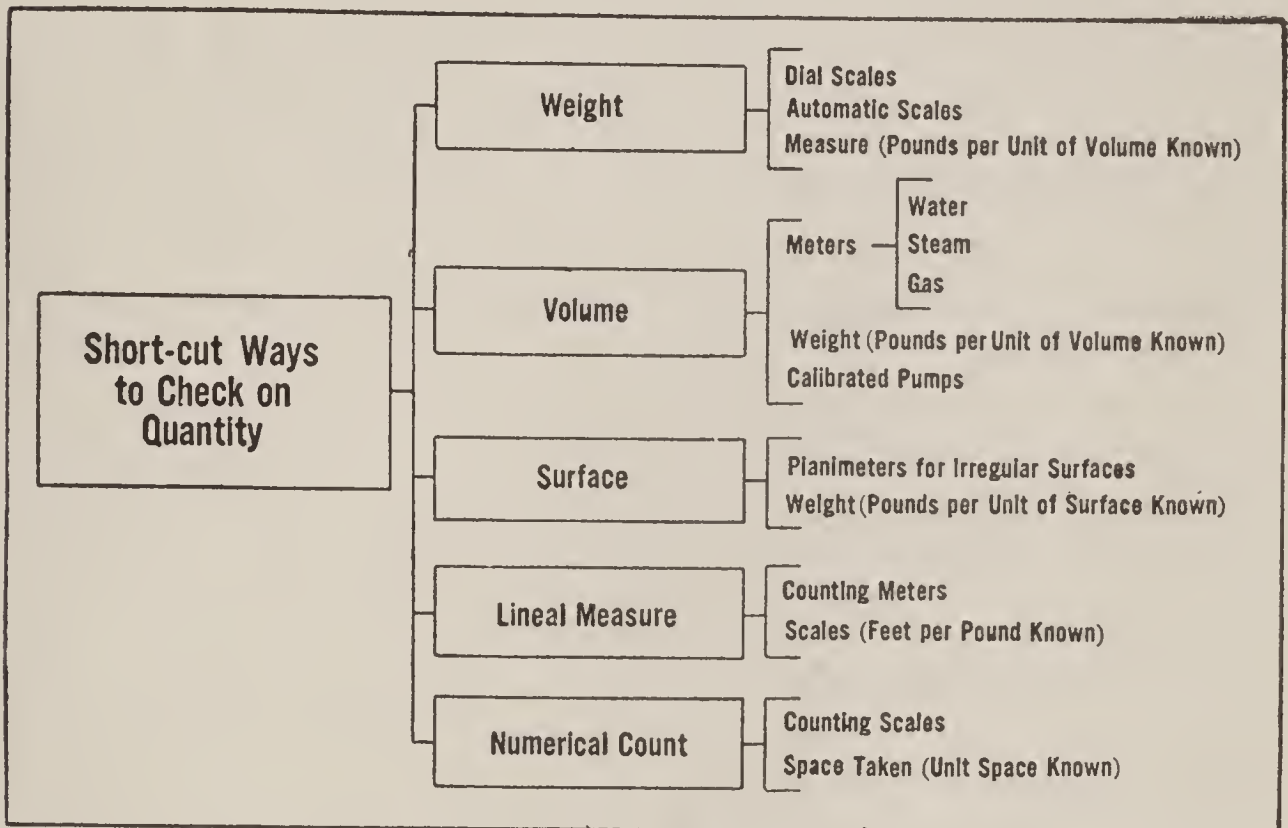 Short-cut Ways
to Check on
Quantity
Weight
Dial Scales
Automatic Scales
Measure (Pounds per Unit of Volume Known)
Volume
Meters
Water
Steam
Gas
Weight (Pounds per Unit of Volume Known)
Calibrated Pumps
Surface
Planimeters for Irregular Surfaces
Weight (Pounds per Unit of Surface Known)
Lineal Measure
Counting Meters
Scales (Feet per Pound Known)
Numerical Count
Counting Scales
Space Taken (Unit Space Known)